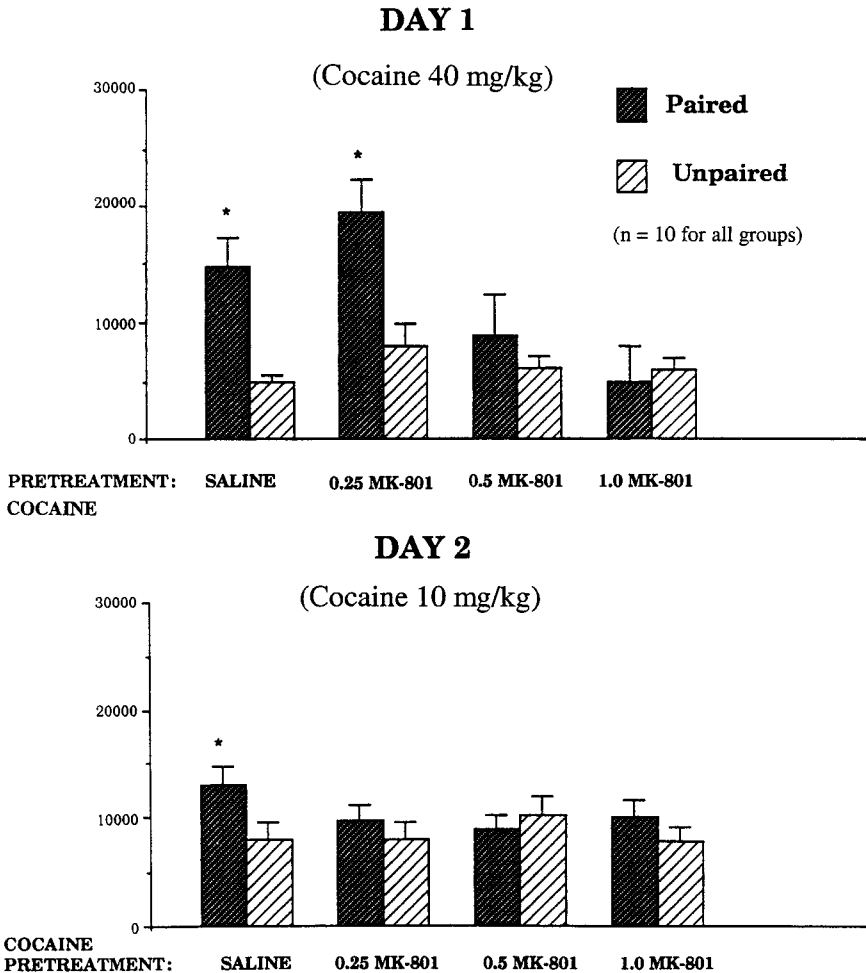 DAY 1
(Cocaine 40 mg/kg)
30000
20000
10000
0
* *
Paired
Unpaired
(n = 10 for all groups)
PRETREATMENT: SALINE 0.25 MK-801 0.5 MK-801 1.0 MK-801
COCAINE
DAY 2
(Cocaine 10 mg/kg)
30000
20000
10000
0
*
COCAINE
PRETREATMENT: SALINE 0.25 MK-801 0.5 MK-801 1.0 MK-801